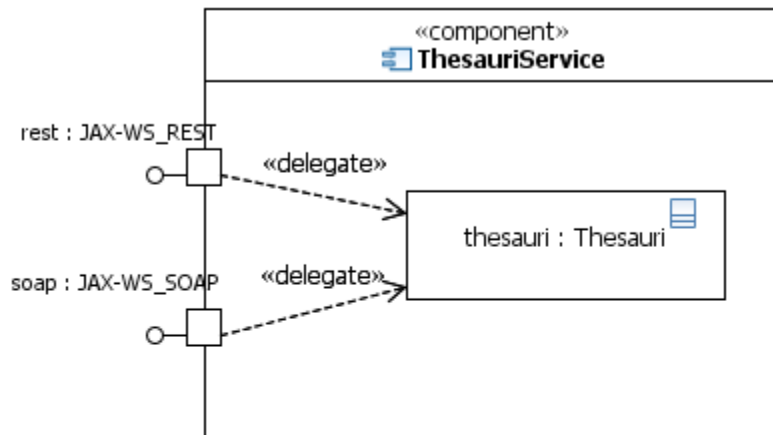 «component»
ThesauriService
rest : JAX-WS_REST
«delegate»
thesauri : Thesauri
soap : JAX-WS_SOAP
«delegate»